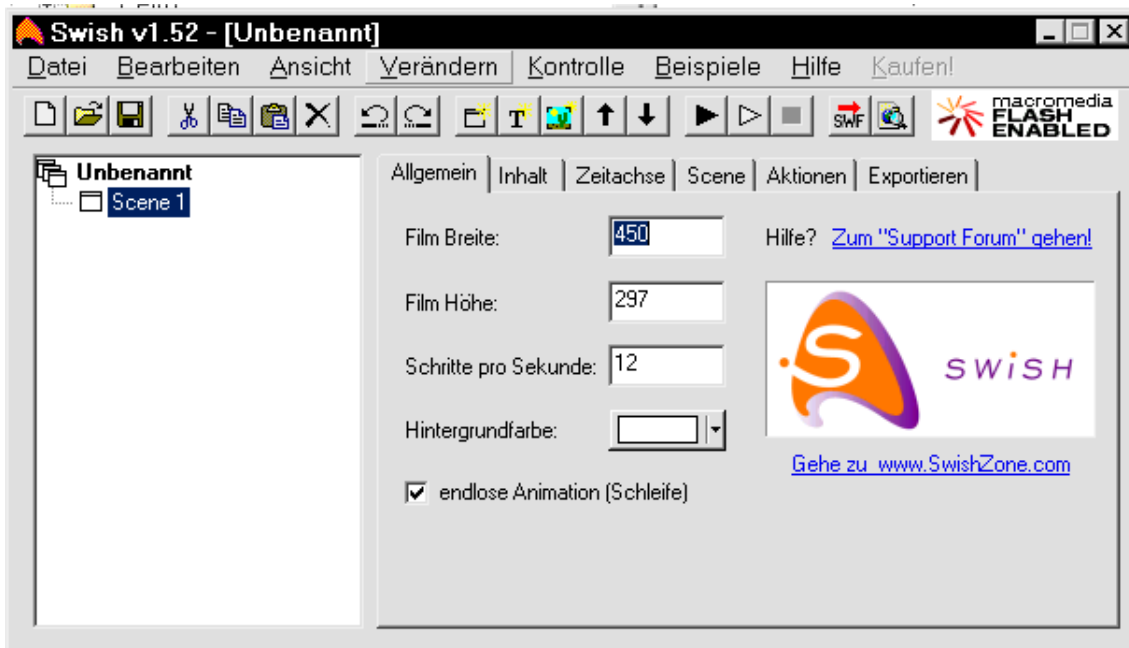 Swish v1.52 - [Unbenannt]
Datei Bearbeiten Ansicht Verändern Kontrolle Beispiele Hilfe Kaufen!
T SWF macromedia FLASH ENABLED
Unbenannt
Scene 1
Allgemein Inhalt Zeitachse Scene Aktionen Exportieren
Film Breite: 450 Hilfe? Zum "Support Forum" gehen!
Film Höhe: 297
Schritte pro Sekunde: 12
SWiSH
Hintergrundfarbe:
Gehe zu www.SwishZone.com
endlose Animation (Schleife)